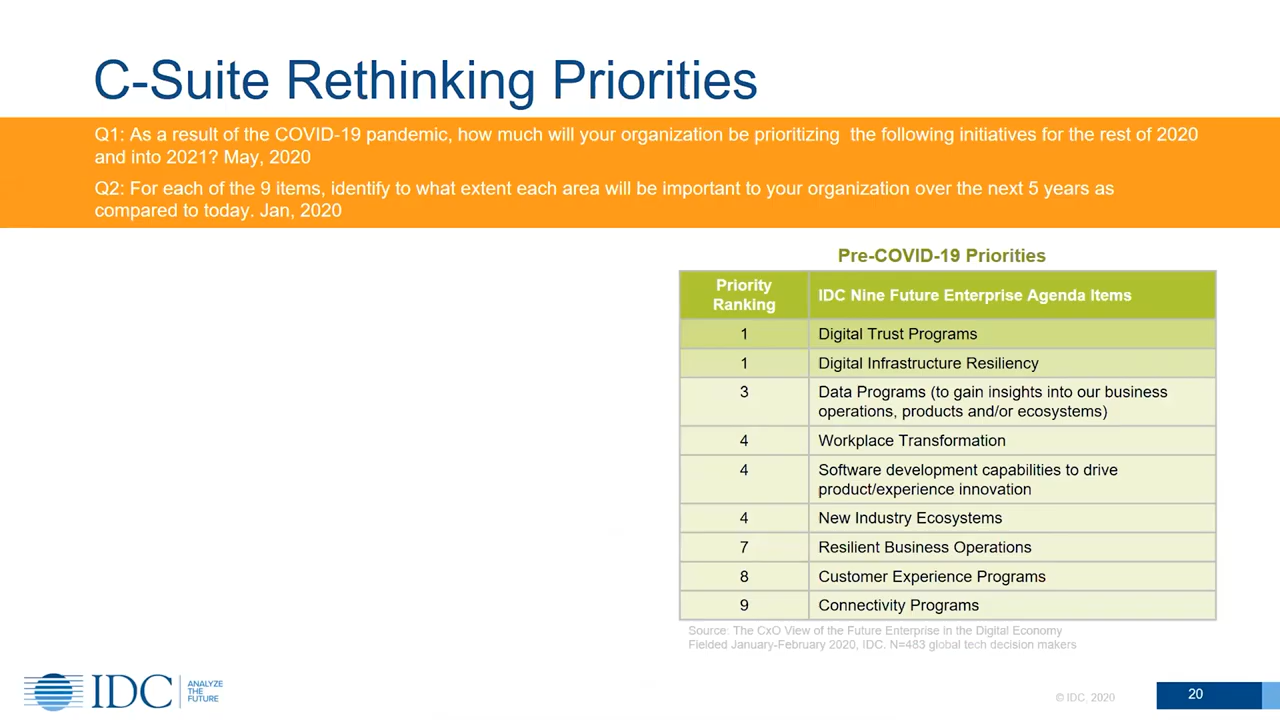 C-Suite Rethinking Priorities
Q1: As a result of the COVID-19 pandemic, how much will your organization be prioritizing the following initiatives for the rest of 2020
and into 2021? May, 2020
Q2: For each of the 9 items, identify to what extent each area will be important to your organization over the next 5 years as
compared to today. Jan, 2020
Pre-COVID-19 Priorities
Priority
Ranking
IDC Nine Future Enterprise Agenda Items
1 Digital Trust Programs
1 Digital Infrastructure Resiliency
3 Data Programs (to gain insights into our business
operations, products and/or ecosystems)
4 Workplace Transformation
4 Software development capabilities to drive
product/experience innovation
4 New Industry Ecosystems
7 Resilient Business Operations
8 Customer Experience Programs
9 Connectivity Programs
Source: The CxO View of the Future Enterprise in the Digital Economy
Fielded January-February 2020, IDC. N=483 global tech decision makers
IDC
ANALYZE
THE
FUTURE
© IDC, 2020
20